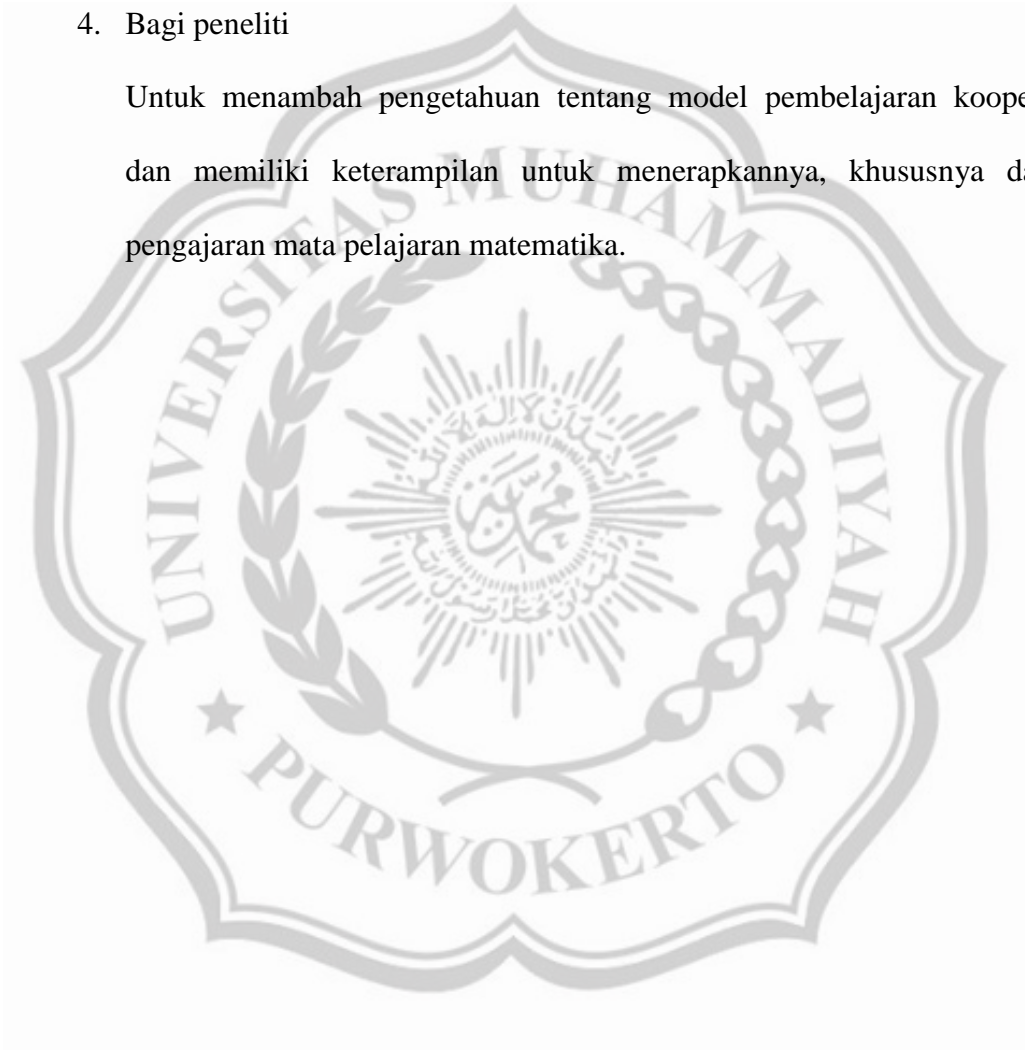 4. Bagi peneliti
Untuk menambah pengetahuan tentang model pembelajaran koope
dan memiliki keterampilan untuk menerapkannya, khususnya da
pengajaran mata pelajaran matematika.
UNIVERSITAS MUHAMMADIYAH
PURWOKERTO